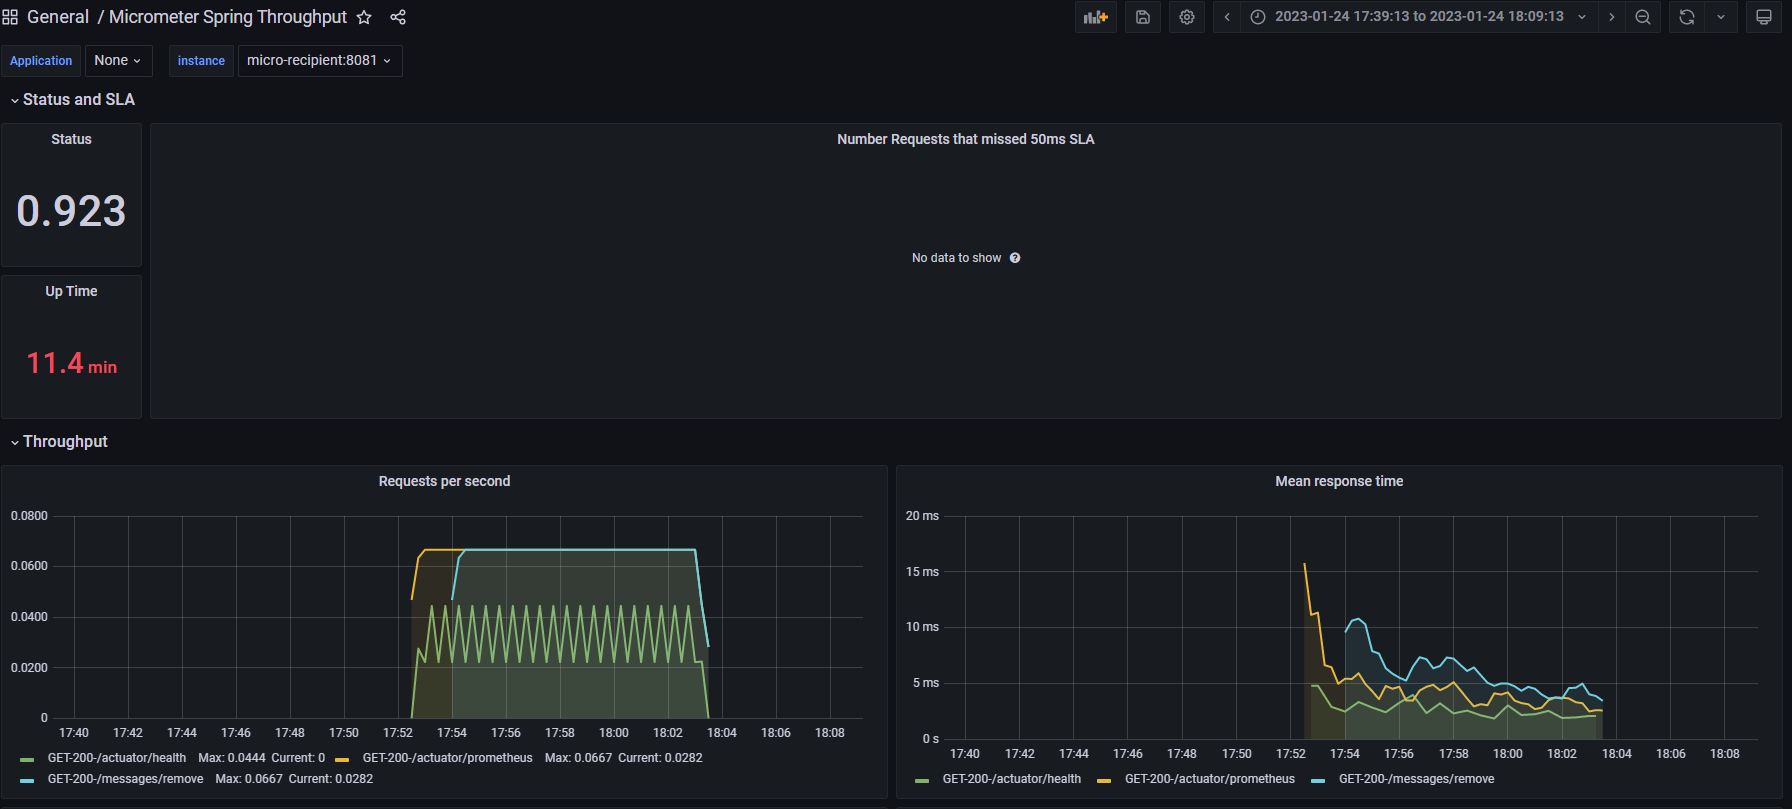 General / Micrometer Spring Throughput
2023-01-24 17:39:13 to 2023-01-24 18:09:13
Application None instance micro-recipient:8081
Status and SLA
Status
0.923
Number Requests that missed 50ms SLA
No data to show
Up Time
11.4 min
Throughput
Requests per second
0.0800
0.0600
0.0400
0.0200
0
17:40 17:42 17:44 17:46 17:48 17:50 17:52 17:54 17:56 17:58 18:00 18:02 18:04 18:06 18:08
GET-200-/actuator/health Max: 0.0444 Current: 0 GET-200-/actuator/prometheus Max: 0.0667 Current: 0.0282
GET-200-/messages/remove Max: 0.0667 Current: 0.0282
Mean response time
20 ms
15 ms
10 ms
5 ms
0 s
17:40 17:42 17:44 17:46 17:48 17:50 17:52 17:54 17:56 17:58 18:00 18:02 18:04 18:06 18:08
GET-200-/actuator/health GET-200-/actuator/prometheus GET-200-/messages/remove